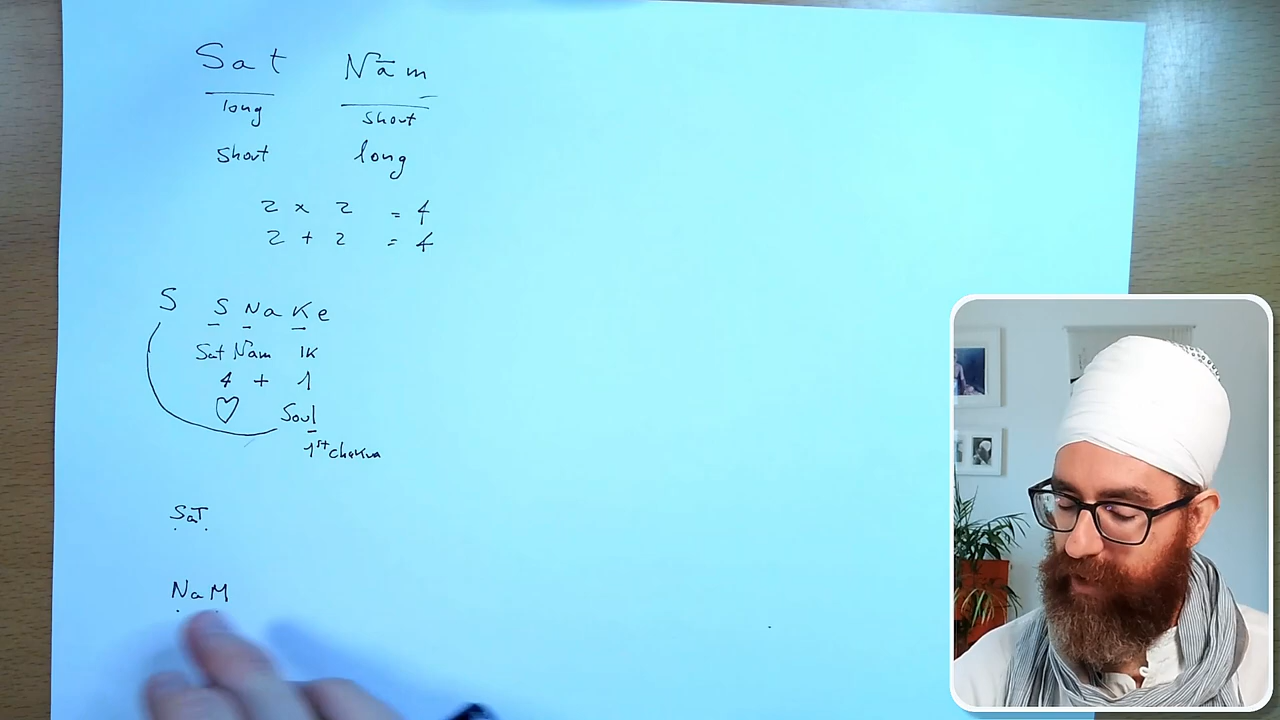 Sat Nām
long short
short long
2 x 2 = 4
2 + 2 = 4
S SNaKe
Sat Nām IK
4 + 1
Soul
1st chakra
SaT
NaM